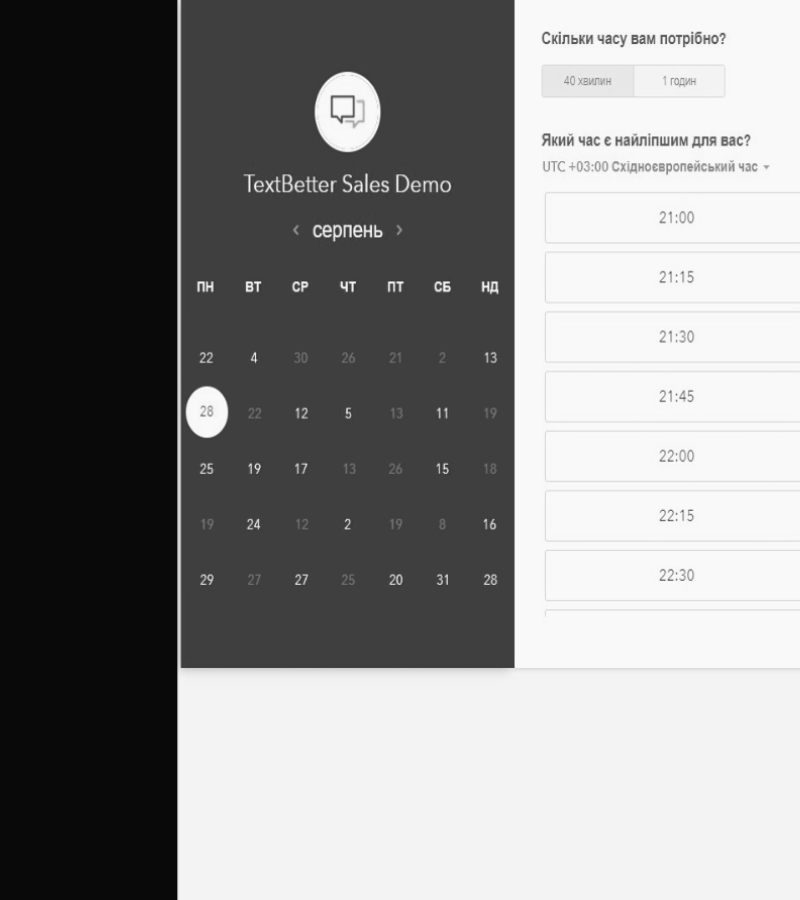 TextBetter Sales Demo
‹ серпень ›
ПН ВТ СР ЧТ ПТ СБ НД
22 4 30 26 21 2 13
28 22 12 5 13 11 19
25 19 17 13 26 15 18
19 24 12 2 19 8 16
29 27 27 25 20 31 28
Скільки часу вам потрібно?
40 хвилин 1 годин
Який час є найліпшим для вас?
UTC +03:00 Східноєвропейський час
21:00
21:15
21:30
21:45
22:00
22:15
22:30